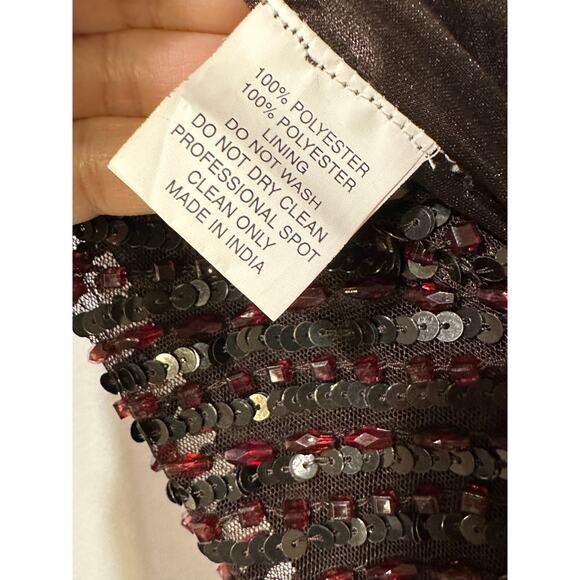 100% POLYESTER
100% POLYESTER
LINING
DO NOT WASH
DO NOT DRY CLEAN
PROFESSIONAL SPOT
CLEAN ONLY
MADE IN INDIA